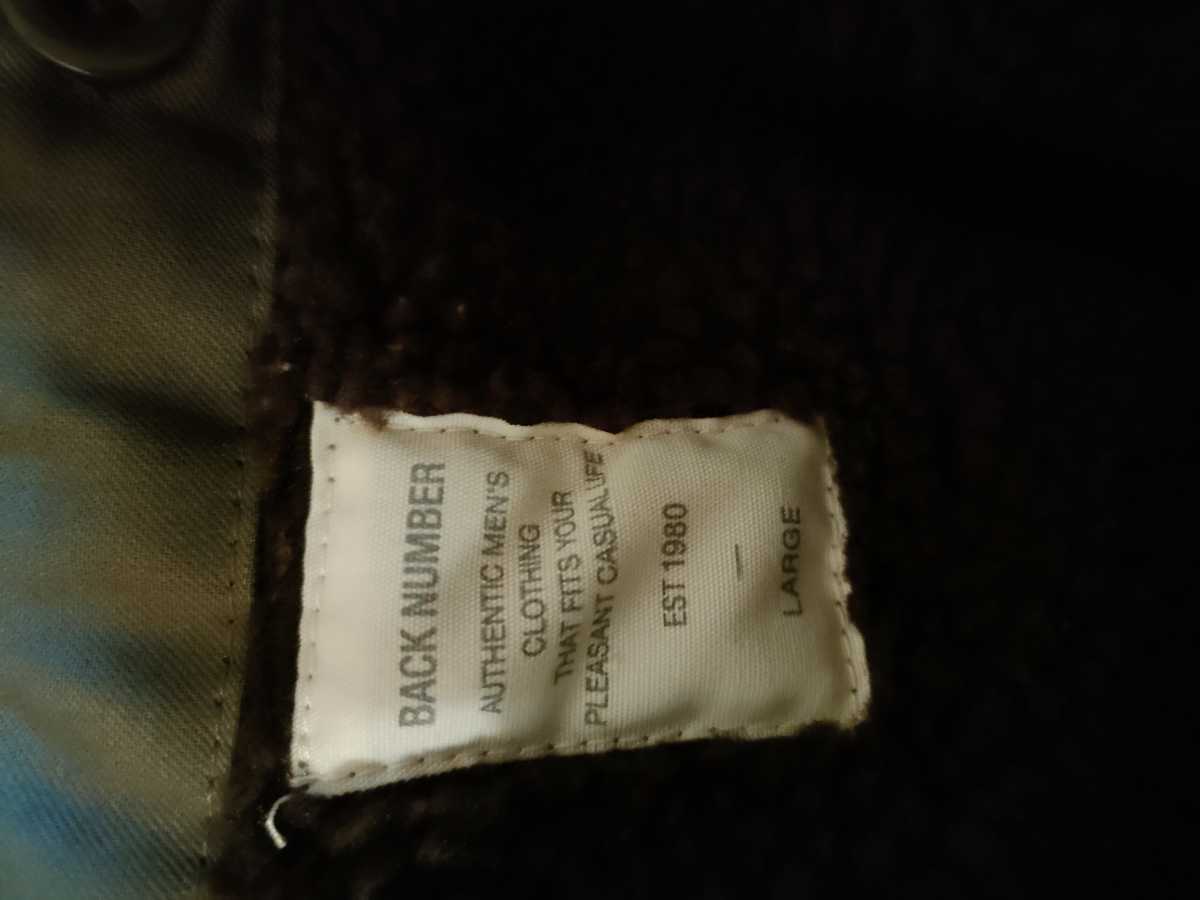 BACK NUMBER
AUTHENTIC MEN'S
CLOTHING
THAT FITS YOUR
PLEASANT CASUAL LIFE
EST 1980
LARGE